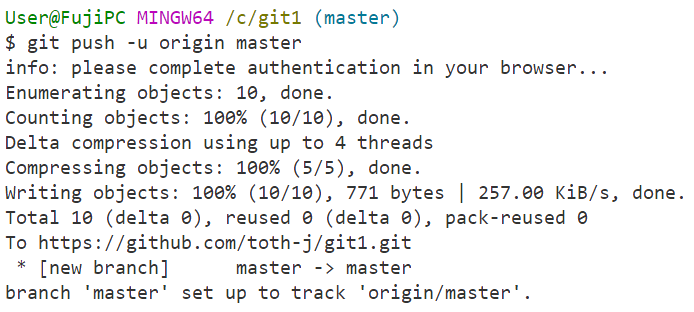 User@FujiPC MINGW64 /c/git1 (master)
$ git push -u origin master
info: please complete authentication in your browser...
Enumerating objects: 10, done.
Counting objects: 100% (10/10), done.
Delta compression using up to 4 threads
Compressing objects: 100% (5/5), done.
Writing objects: 100% (10/10), 771 bytes | 257.00 KiB/s, done.
Total 10 (delta 0), reused 0 (delta 0), pack-reused 0
To https://github.com/toth-j/git1.git
 * [new branch]      master -> master
branch 'master' set up to track 'origin/master'.